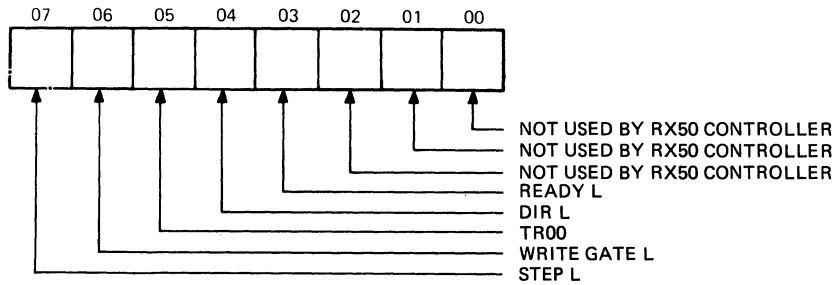 07 06 05 04 03 02 01 00
NOT USED BY RX50 CONTROLLER
NOT USED BY RX50 CONTROLLER
NOT USED BY RX50 CONTROLLER
READY L
DIR L
TR00
WRITE GATE L
STEP L